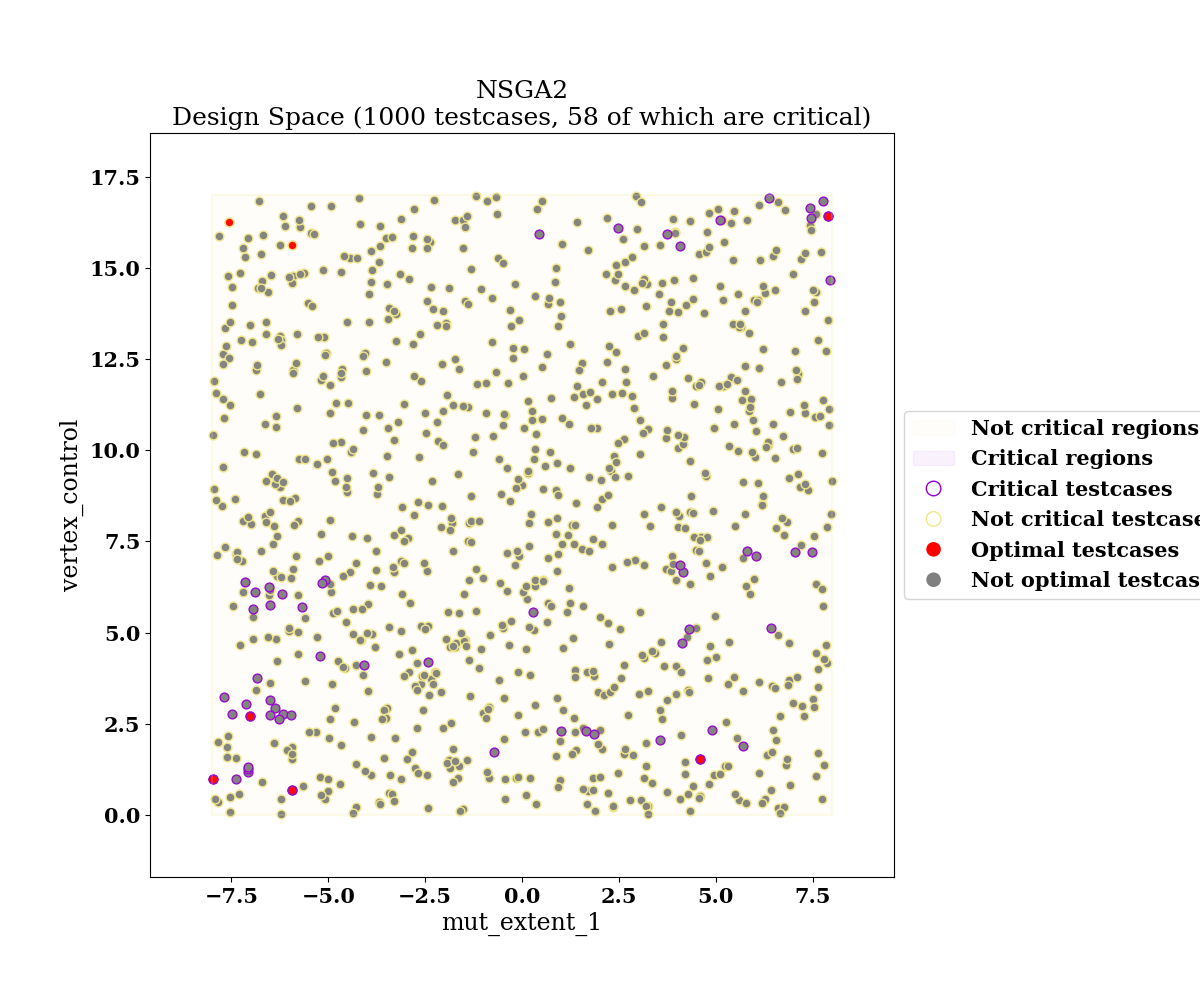 NSGA2
Design Space (1000 testcases, 58 of which are critical)
17.5
15.0
12.5
10.0
7.5
5.0
2.5
0.0
vertex_control
−7.5 −5.0 −2.5 0.0 2.5 5.0 7.5
mut_extent_1
Not critical regions
Critical regions
Critical testcases
Not critical testcase
Optimal testcases
Not optimal testcas